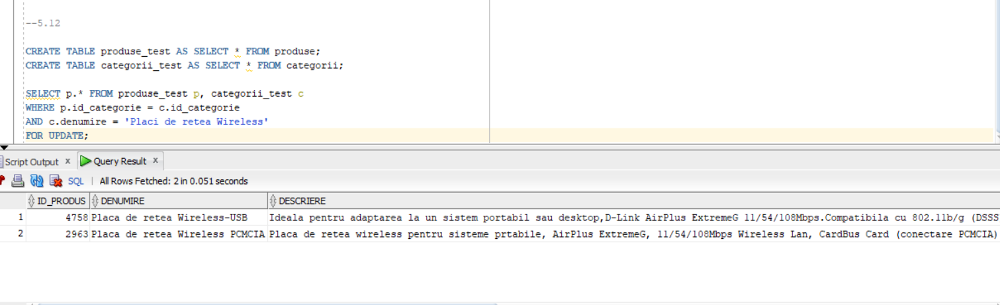 --5.12
CREATE TABLE produse_test AS SELECT * FROM produse;
CREATE TABLE categorii_test AS SELECT * FROM categorii;
SELECT p.* FROM produse_test p, categorii_test c
WHERE p.id_categorie = c.id_categorie
AND c.denumire = 'Placi de retea Wireless'
FOR UPDATE;
Script Output x Query Result x
SQL | All Rows Fetched: 2 in 0.051 seconds
ID_PRODUS DENUMIRE DESCRIERE
1 4758 Placa de retea Wireless-USB Ideala pentru adaptarea la un sistem portabil sau desktop,D-Link AirPlus ExtremeG 11/54/108Mbps.Compatibila cu 802.11b/g (DSSS
2 2963 Placa de retea Wireless PCMCIA Placa de retea wireless pentru sisteme prtabile, AirPlus ExtremeG, 11/54/108Mbps Wireless Lan, CardBus Card (conectare PCMCIA)